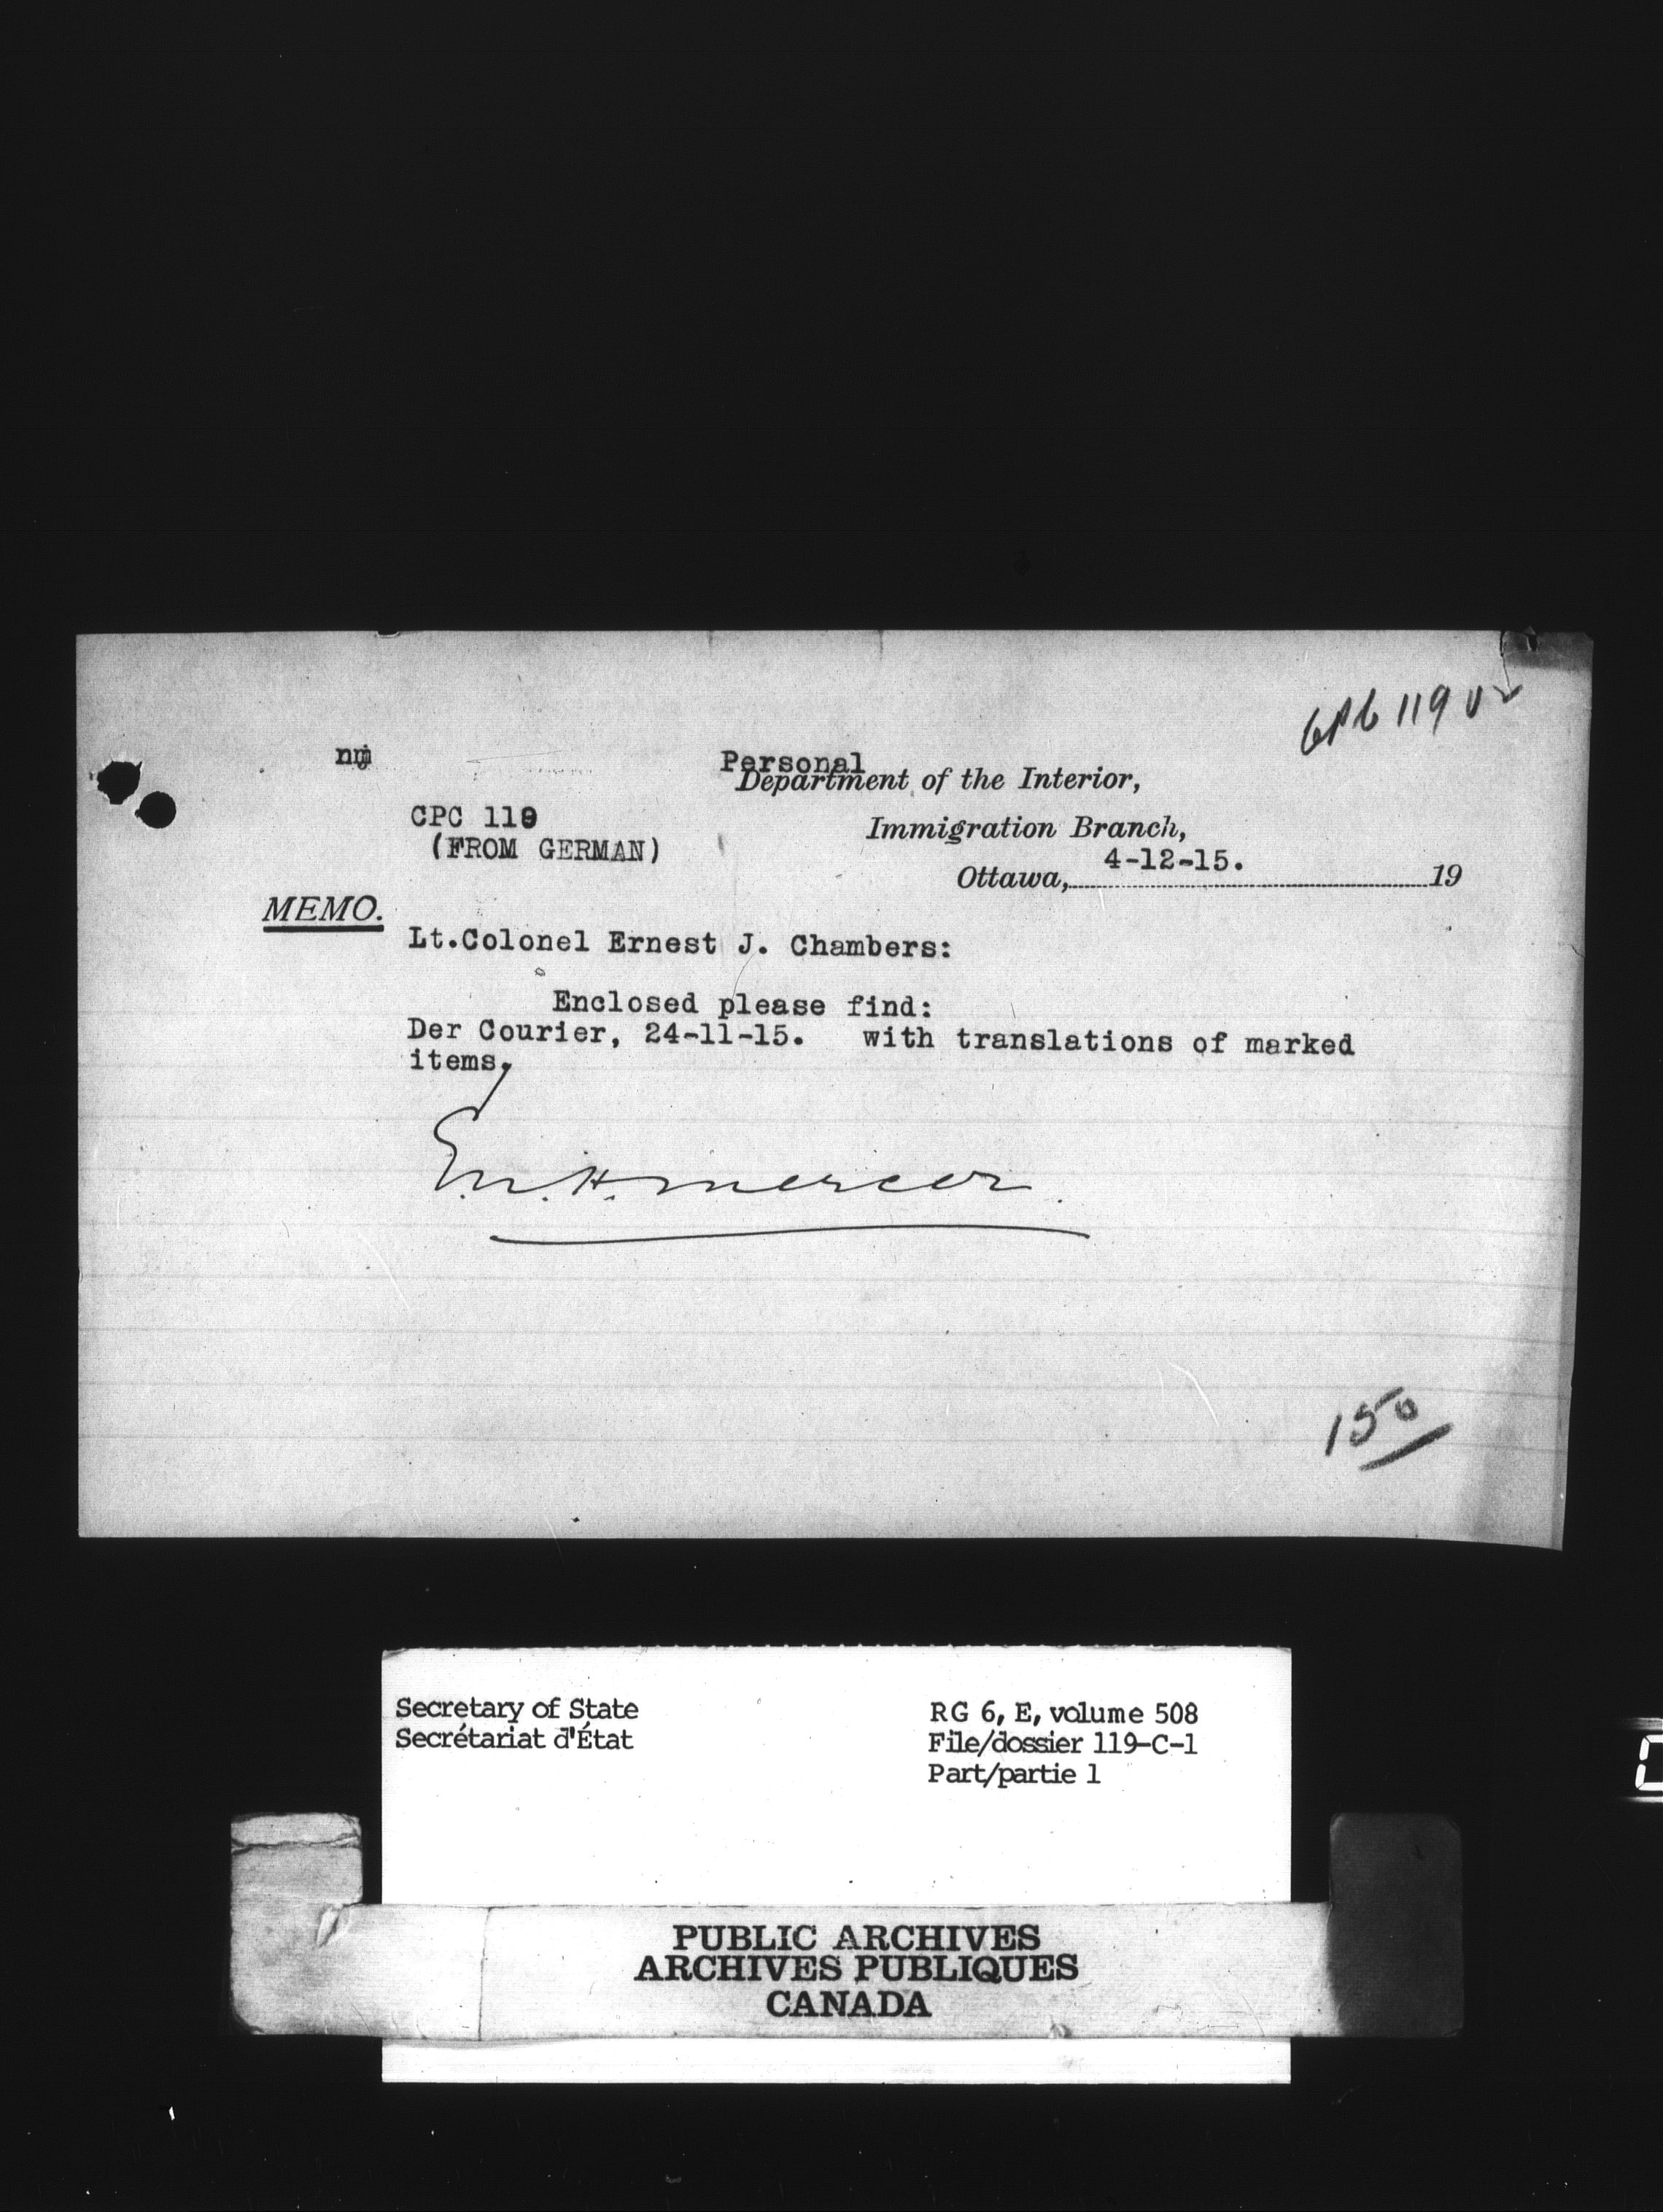 CPC 119 v
Personal
Department of the Interior,
CPC 119
Immigration Branch,
(FROM GERMAN)
4-12-15.
Ottawa, 19
MEMO.
Lt.Colonel Ernest J. Chambers:
Enclosed please find:
Der Courier, 24-11-15. with translations of marked
items.
E.M. H. Mercer.
150
Secretary of State
Secrétariat d'État
RG 6, E, volume 508
File/dossier 119-C-1
Part/partie 1
PUBLIC ARCHIVES
ARCHIVES PUBLIQUES
CANADA